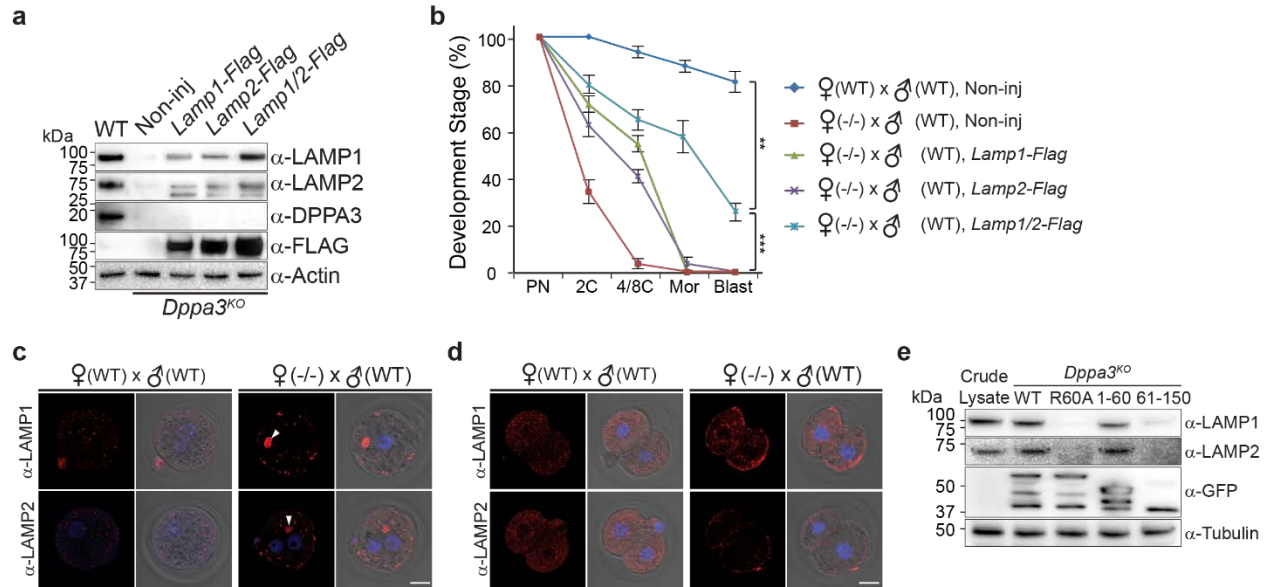 a
kDa
WT Non-inj Lamp1-Flag Lamp2-Flag Lamp1/2-Flag
100
75
α-LAMP1
75
25
α-LAMP2
20
α-DPPA3
100
75
α-FLAG
50
37
α-Actin
Dppa3KO
b
Development Stage (%)
100
80
60
40
20
0
PN 2C 4/8C Mor Blast
**
***
♀(WT) x ♂(WT), Non-inj
♀(-/-) x ♂ (WT), Non-inj
♀(-/-) x ♂ (WT), Lamp1-Flag
♀(-/-) x ♂ (WT), Lamp2-Flag
♀(-/-) x ♂ (WT), Lamp1/2-Flag
c
♀(WT) x ♂(WT) ♀(-/-) x ♂(WT)
α-LAMP1
α-LAMP2
d
♀(WT) x ♂(WT) ♀(-/-) x ♂(WT)
α-LAMP1
α-LAMP2
e
Crude Lysate
Dppa3KO
kDa
WT R60A 1-60 61-150
100
75
α-LAMP1
75
α-LAMP2
50
37
α-GFP
50
α-Tubulin